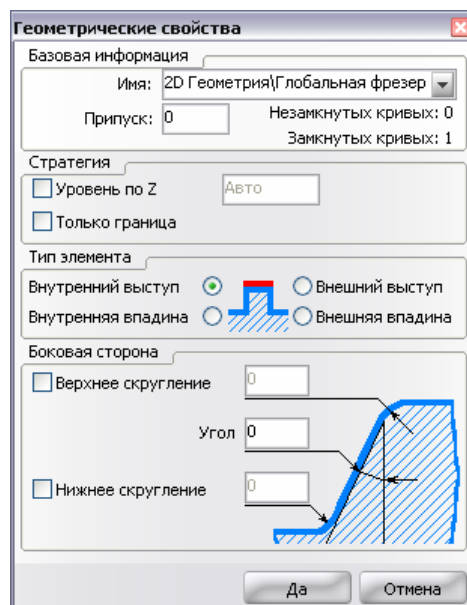 Геометрические свойства
Базовая информация
Имя: 2D Геометрия\Глобальная фрезер
Припуск: 0 Незамкнутых кривых: 0
Замкнутых кривых: 1
Стратегия
Уровень по Z Авто
Только граница
Тип элемента
Внутренний выступ Внешний выступ
Внутренняя впадина Внешняя впадина
Боковая сторона
Верхнее скругление 0
Угол 0
Нижнее скругление 0
Да Отмена